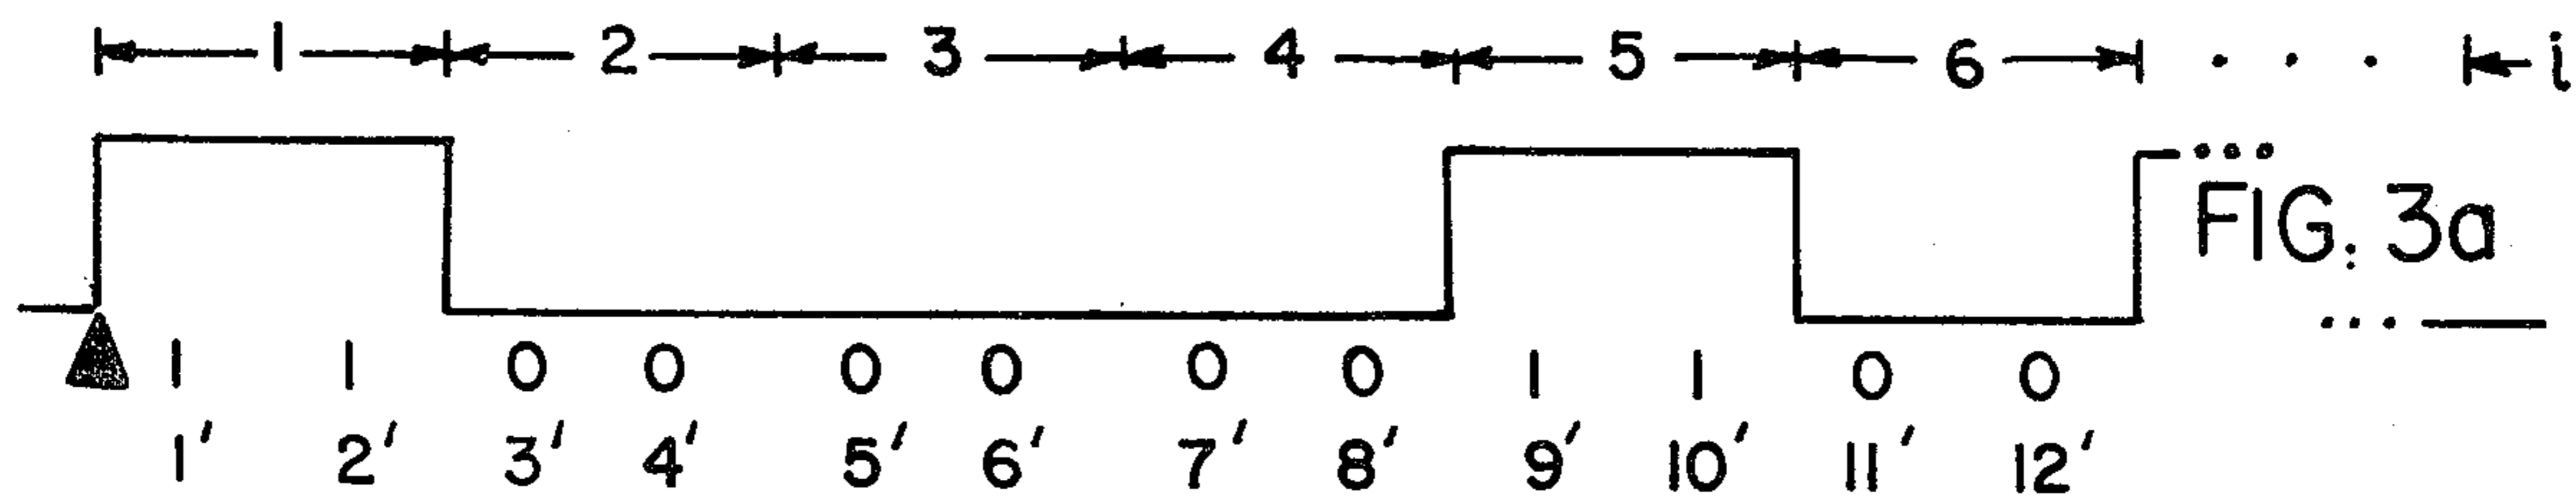 1 2 3 4 5 6 . . . i
FIG. 3a
1 1 0 0 0 0 0 0 1 1 0 0
1' 2' 3' 4' 5' 6' 7' 8' 9' 10' 11' 12'